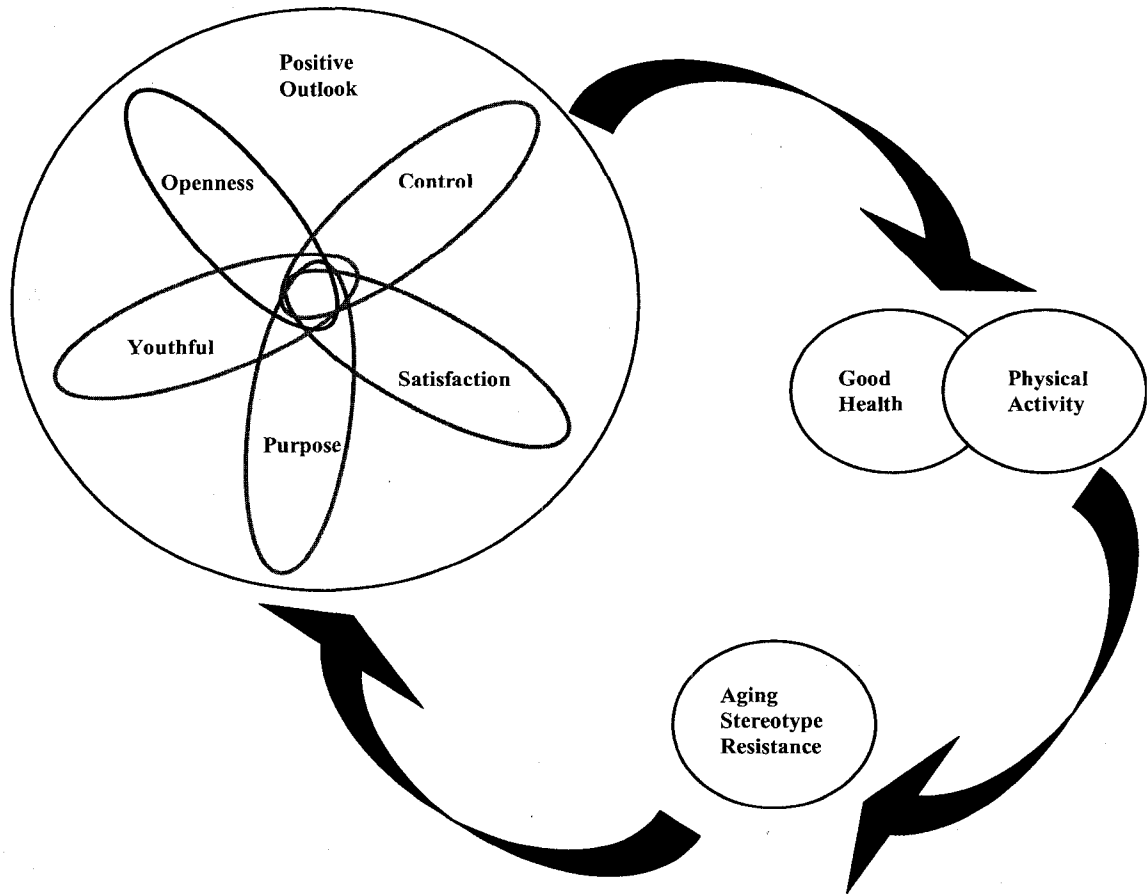 Positive
Outlook
Openness
Control
Youthful
Satisfaction
Purpose
Good
Health
Physical
Activity
Aging
Stereotype
Resistance